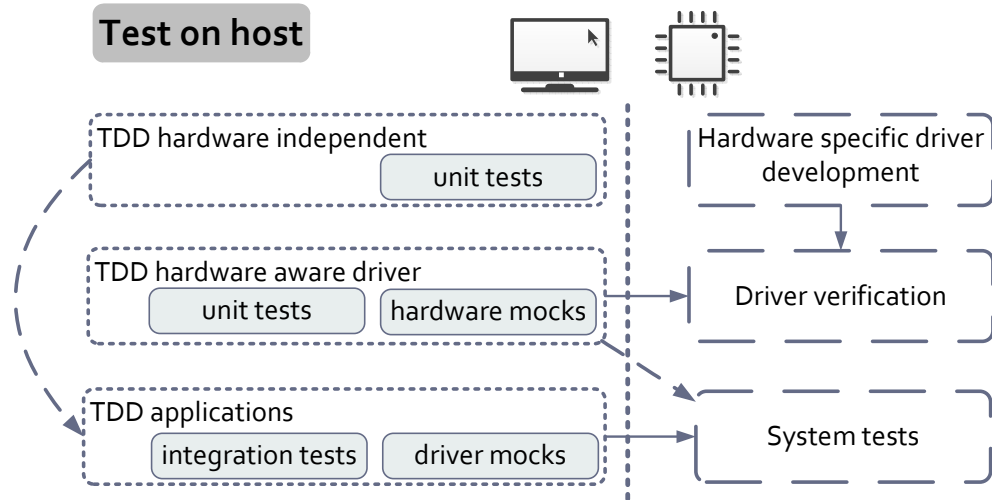 Test on host
TDD hardware independent
unit tests
Hardware specific driver
development
TDD hardware aware driver
unit tests
hardware mocks
Driver verification
TDD applications
integration tests
driver mocks
System tests